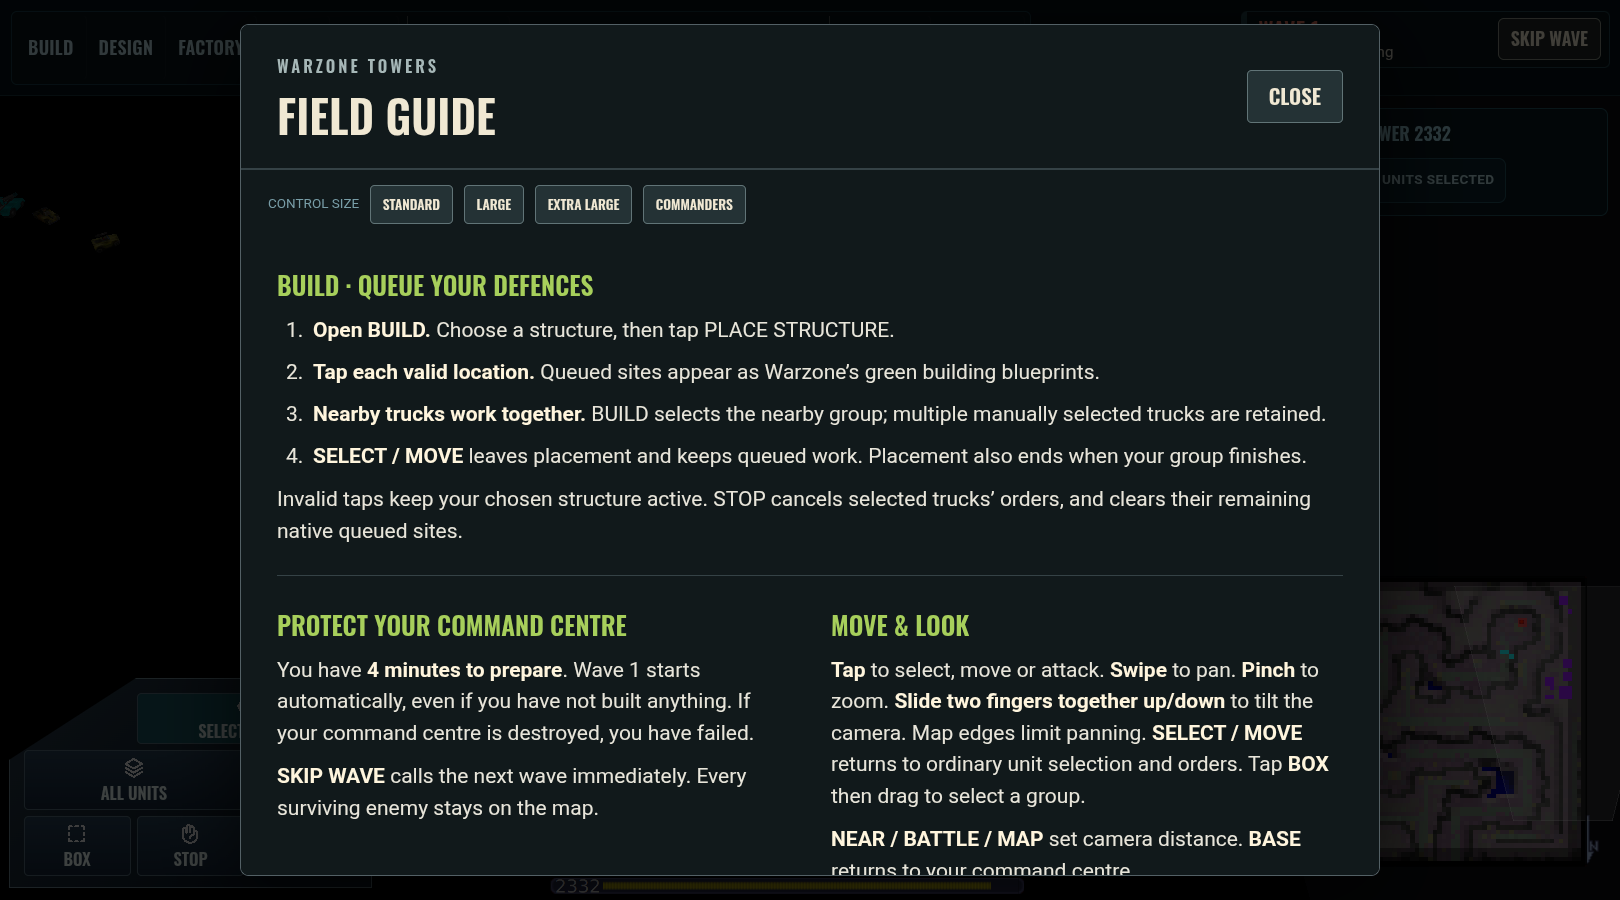 BUILD DESIGN FACTORY
SKIP WAVE
WARZONE TOWERS
FIELD GUIDE
CLOSE
CONTROL SIZE STANDARD LARGE EXTRA LARGE COMMANDERS
UNITS SELECTED
BUILD · QUEUE YOUR DEFENCES
1. Open BUILD. Choose a structure, then tap PLACE STRUCTURE.
2. Tap each valid location. Queued sites appear as Warzone’s green building blueprints.
3. Nearby trucks work together. BUILD selects the nearby group; multiple manually selected trucks are retained.
4. SELECT / MOVE leaves placement and keeps queued work. Placement also ends when your group finishes.
Invalid taps keep your chosen structure active. STOP cancels selected trucks’ orders, and clears their remaining
native queued sites.
PROTECT YOUR COMMAND CENTRE
You have 4 minutes to prepare. Wave 1 starts
automatically, even if you have not built anything. If
your command centre is destroyed, you have failed.
SKIP WAVE calls the next wave immediately. Every
surviving enemy stays on the map.
MOVE & LOOK
Tap to select, move or attack. Swipe to pan. Pinch to
zoom. Slide two fingers together up/down to tilt the
camera. Map edges limit panning. SELECT / MOVE
returns to ordinary unit selection and orders. Tap BOX
then drag to select a group.
NEAR / BATTLE / MAP set camera distance. BASE
returns to your command centre.
SELECT
ALL UNITS
BOX STOP
2332
N